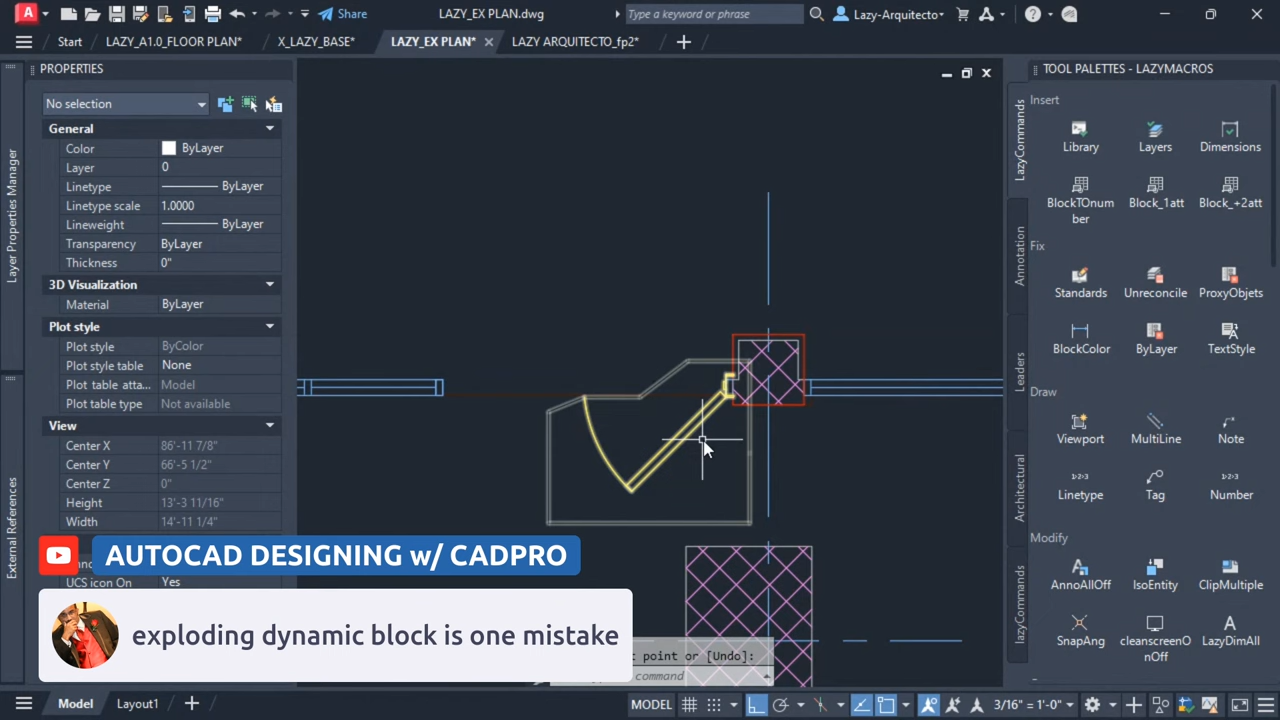 A
Share
LAZY_EX PLAN.dwg
Type a keyword or phrase
Lazy-Arquitecto
?
Start
LAZY_A1.0_FLOOR PLAN*
X_LAZY_BASE*
LAZY_EX PLAN*
LAZY ARQUITECTO_fp2*
Layer Properties Manager
External References
PROPERTIES
No selection
General
Color ByLayer
Layer 0
Linetype ByLayer
Linetype scale 1.0000
Lineweight ByLayer
Transparency ByLayer
Thickness 0"
3D Visualization
Material ByLayer
Plot style
Plot style ByColor
Plot style table None
Plot table atta... Model
Plot table type Not available
View
Center X 86'-11 7/8"
Center Y 66'-5 1/2"
Center Z 0"
Height 13'-3 11/16"
Width 14'-11 1/4"
UCS icon On Yes
AUTOCAD DESIGNING w/ CADPRO
exploding dynamic block is one mistake
point or [Undo]:
command
TOOL PALETTES - LAZYMACROS
LazyCommands
Annotation
Leaders
Architectural
lazyCommands
Insert
Library
Layers
Dimensions
BlockTOnu
mber
Block_1att
Block_+2att
Fix
Standards
Unreconcile
ProxyObjets
BlockColor
ByLayer
TextStyle
Draw
Viewport
MultiLine
Note
Linetype
Tag
Number
Modify
AnnoAllOff
IsoEntity
ClipMultiple
SnapAng
cleanscreenO
nOff
LazyDimAll
Model
Layout1
MODEL
3/16" = 1'-0"